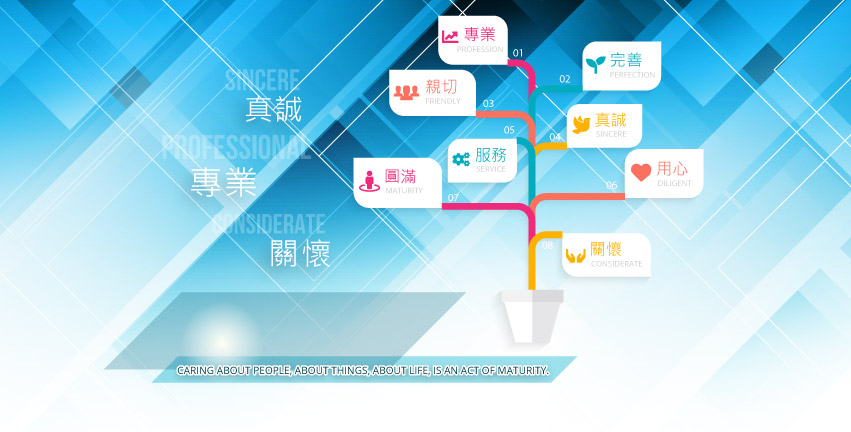 SINCERE
真誠
PROFESSIONAL
專業
CONSIDERATE
關懷
專業
PROFESSION
01
完善
PERFECTION
02
親切
FRIENDLY
03
真誠
SINCERE
04
服務
SERVICE
05
用心
DILIGENT
06
圓滿
MATURITY
07
關懷
CONSIDERATE
08
CARING ABOUT PEOPLE, ABOUT THINGS, ABOUT LIFE, IS AN ACT OF MATURITY.